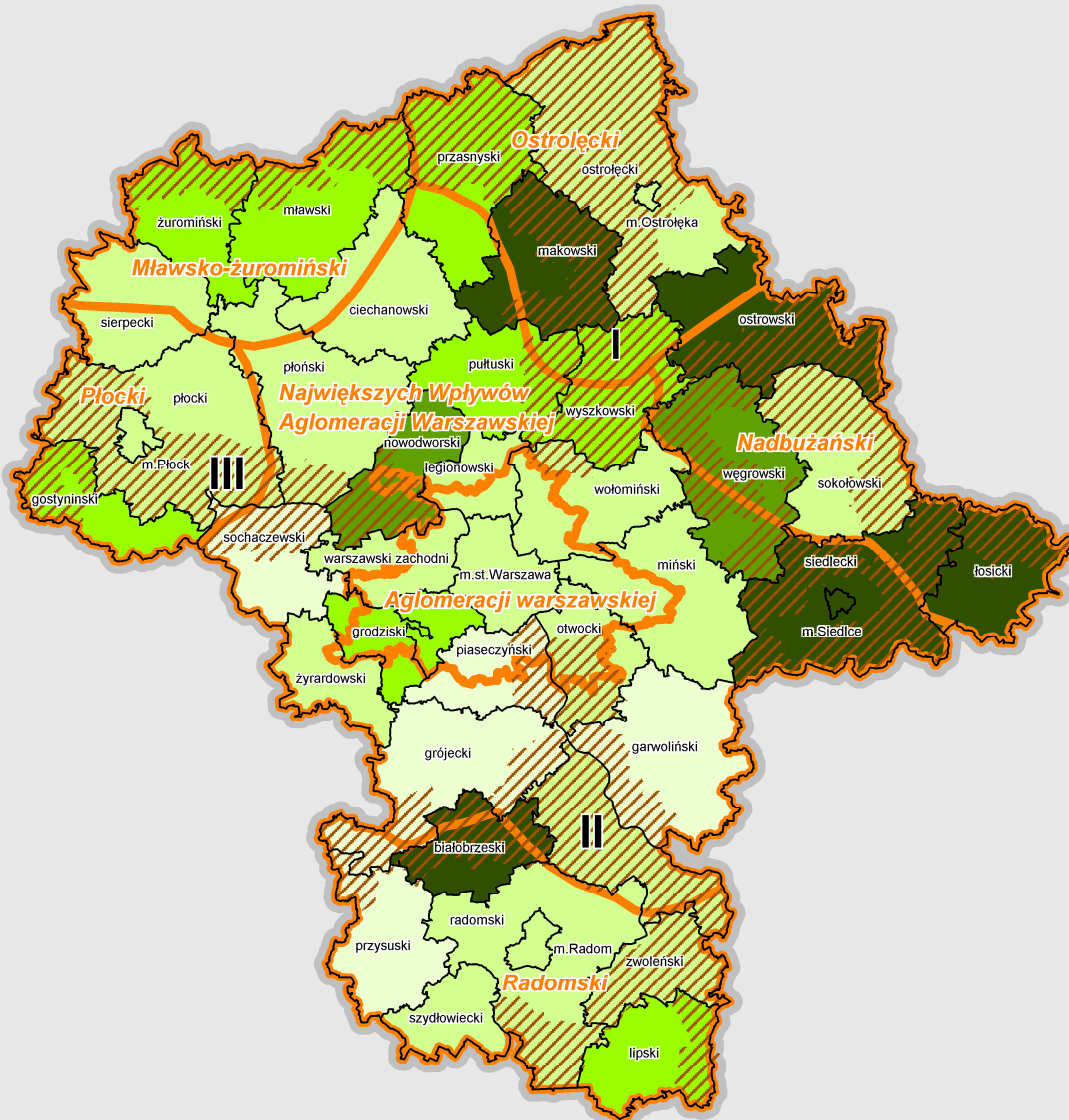 Ostrolęcki
przasnyski
ostrołęcki
żuromiński
mławski
m.Ostrołęka
makowski
Mławsko-żuromiński
ciechanowski
sierpecki
ostrowski
I
płoński
pułtuski
Płocki
płocki
Największych Wpływów
Aglomeracji Warszawskiej
wyszkowski
nowodworski
Nadbużański
m.Płock
III
legionowski
węgrowski
gostyninski
wołomiński
sokołowski
sochaczewski
warszawski zachodni
miński
siedlecki
łosicki
m.st.Warszawa
Aglomeracji warszawskiej
grodziski
otwocki
m.Siedlce
piaseczyński
żyrardowski
grójecki
garwoliński
II
białobrzeski
radomski
przysuski
m.Radom
zwoleński
Radomski
szydłowiecki
lipski